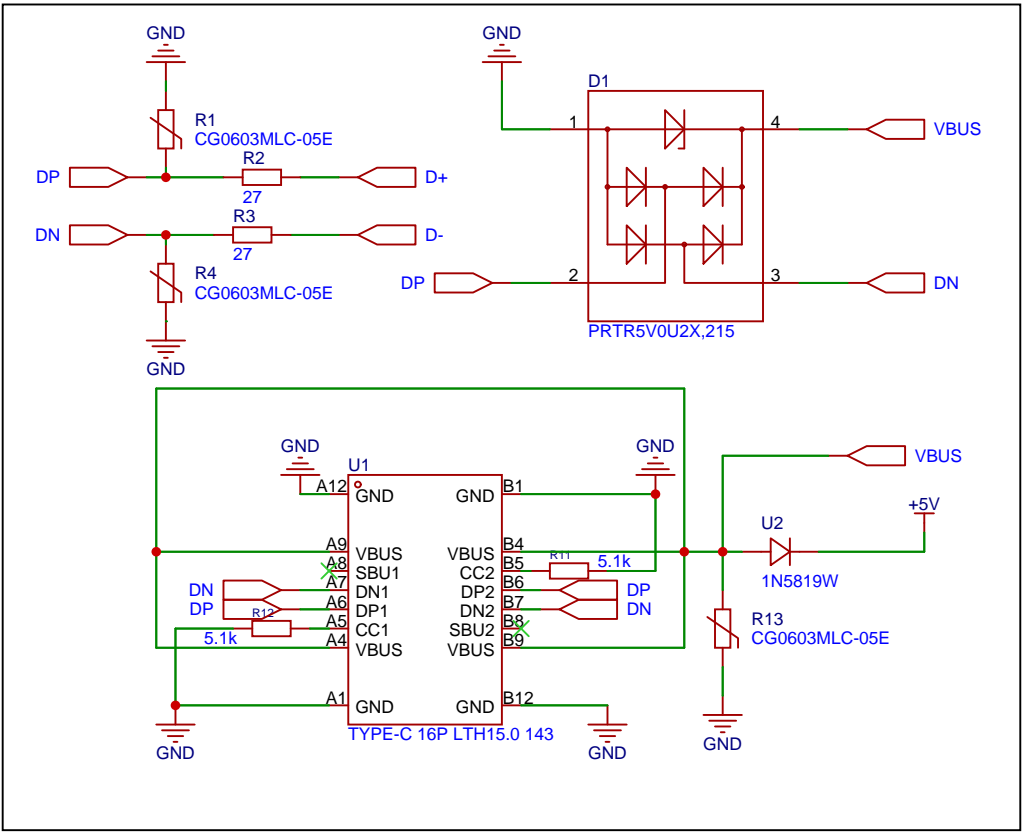 GND
R1
CG0603MLC-05E
DP
R2
27
D+
DN
R3
27
D-
R4
CG0603MLC-05E
GND
GND
D1
1
4
VBUS
DP
2
3
DN
PRTR5V0U2X,215
GND
U1
GND
A12
GND
GND
B1
VBUS
+5V
A9
VBUS
VBUS
B4
U2
1N5819W
A8
SBU1
CC2
B5
R11
5.1k
DN
A7
DN1
DP2
B6
DP
DP
A6
DP1
DN2
B7
DN
R12
5.1k
A5
CC1
SBU2
B8
R13
CG0603MLC-05E
A4
VBUS
VBUS
B9
A1
GND
GND
B12
TYPE-C 16P LTH15.0 143
GND
GND
GND